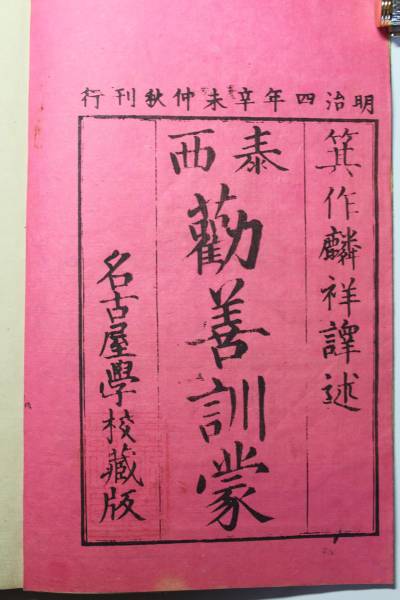 明治四年辛未仲秋刊行
箕作麟祥譯述
泰西
勸善訓蒙
名古屋學校藏版